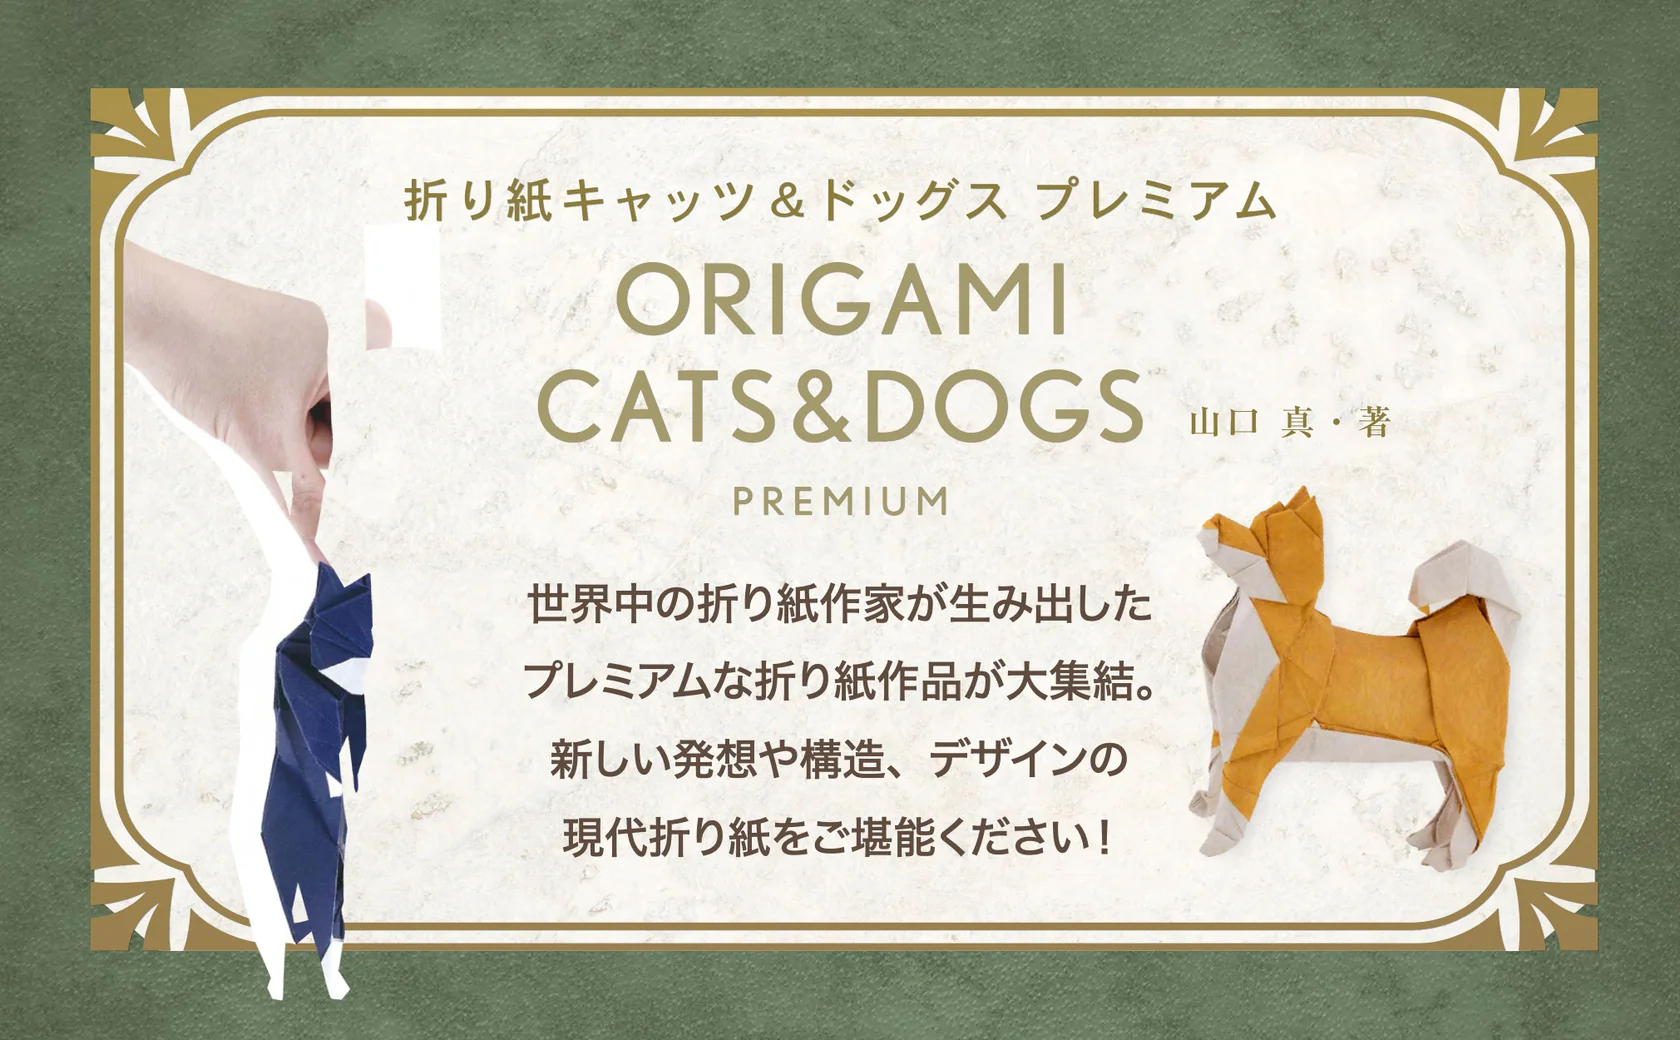 折り紙キャッツ&ドッグス プレミアム
ORIGAMI
CATS&DOGS
山口 真・著
PREMIUM
世界中の折り紙作家が生み出した
プレミアムな折り紙作品が大集結。
新しい発想や構造、デザインの
現代折り紙をご堪能ください！